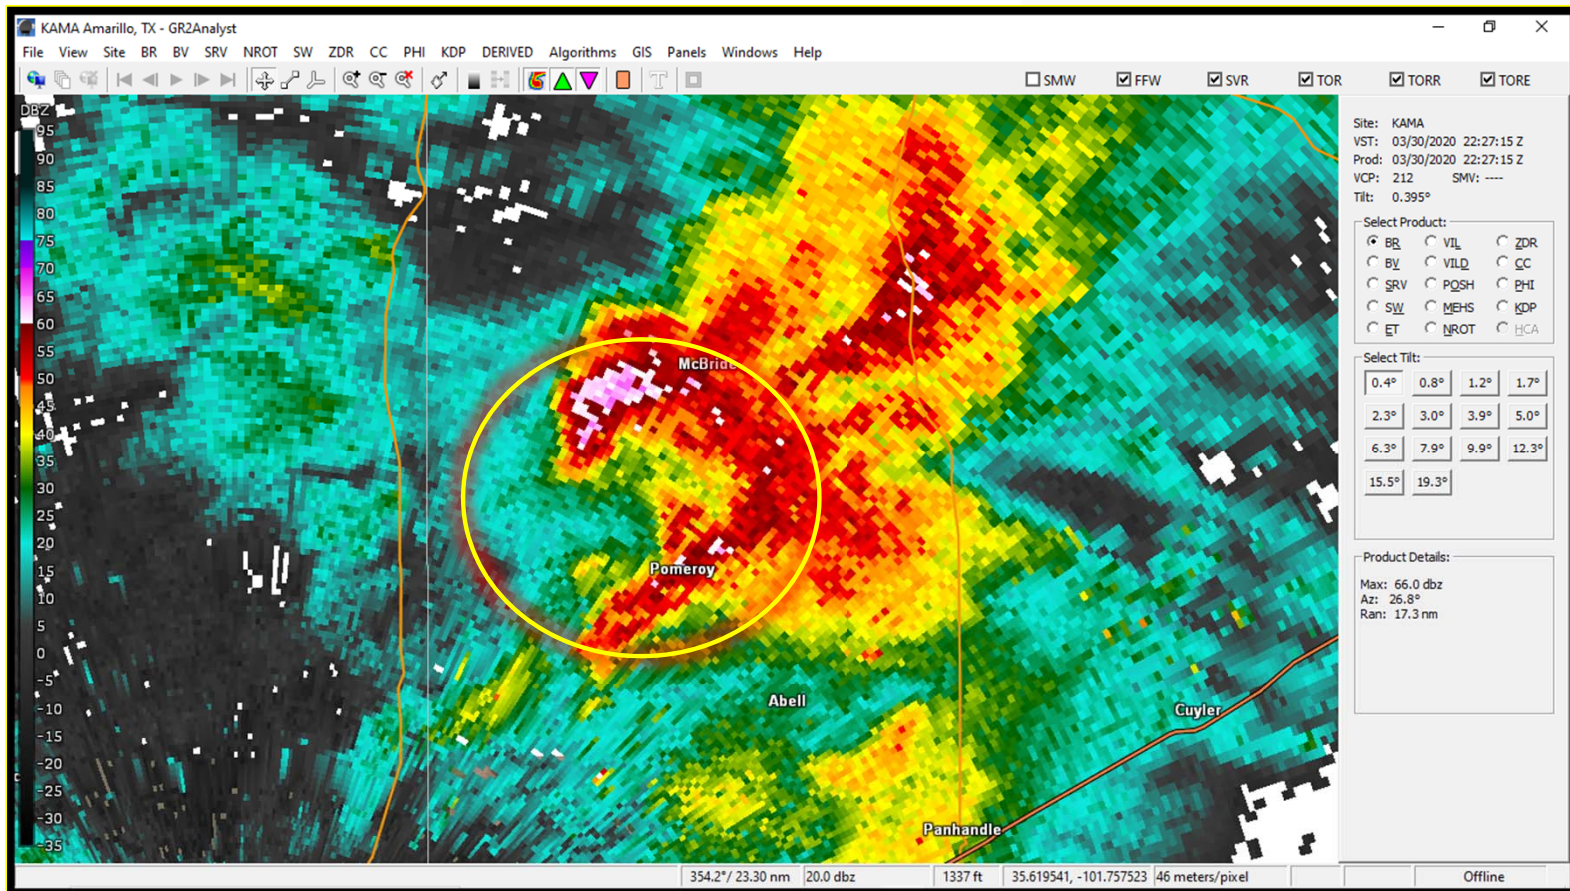 KAMA Amarillo, TX - GR2Analyst
File View Site BR BV SRV NROT SW ZDR CC PHI KDP DERIVED Algorithms GIS Panels Windows Help
SMW FFW SVR TOR TORR TORE
DBZ
95
90
85
80
75
70
65
60
55
50
45
40
35
30
25
20
15
10
5
0
-5
-10
-15
-20
-25
-30
-35
McBride
Pomeroy
Abell
Cuyler
Panhandle
Site: KAMA
VST: 03/30/2020 22:27:15 Z
Prod: 03/30/2020 22:27:15 Z
VCP: 212 SMV: ----
Tilt: 0.395°
Select Product:
BR VIL ZDR
BV VILD CC
SRV POSH PHI
SW MEHS KDP
ET NROT HCA
Select Tilt:
0.4° 0.8° 1.2° 1.7°
2.3° 3.0° 3.9° 5.0°
6.3° 7.9° 9.9° 12.3°
15.5° 19.3°
Product Details:
Max: 66.0 dbz
Az: 26.8°
Ran: 17.3 nm
354.2°/ 23.30 nm 20.0 dbz 1337 ft 35.619541, -101.757523 46 meters/pixel Offline